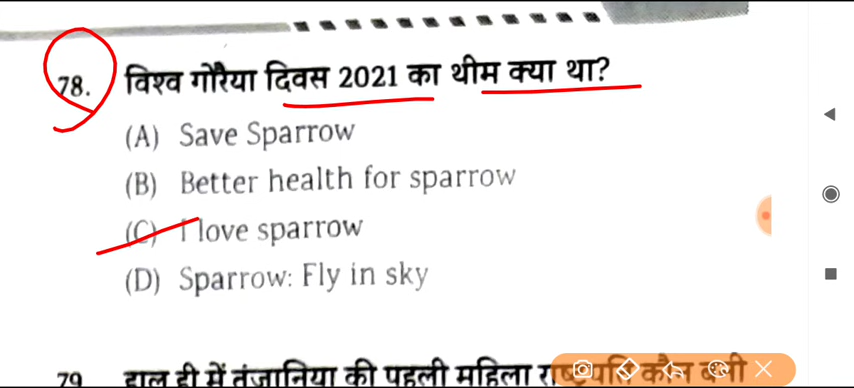 78. विश्व गोरैया दिवस 2021 का थीम क्या था?
(A) Save Sparrow
(B) Better health for sparrow
(C) I love sparrow
(D) Sparrow: Fly in sky
79 हाल ही में तंजानिया की पहली महिला कौन